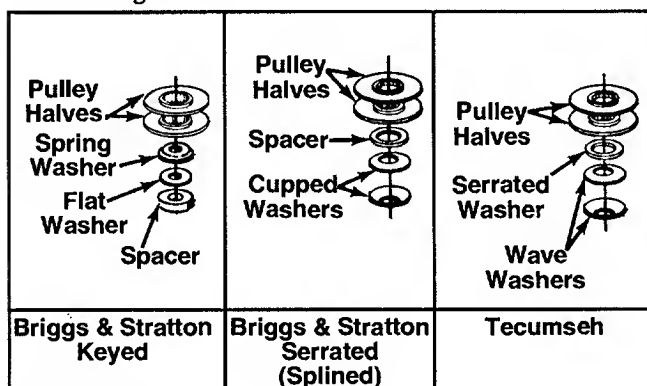 Pulley
Halves
Spring
Washer
Flat
Washer
Spacer
Briggs & Stratton
Keyed
Pulley
Halves
Spacer
Cupped
Washers
Briggs & Stratton
Serrated
(Splined)
Pulley
Halves
Serrated
Washer
Wave
Washers
Tecumseh